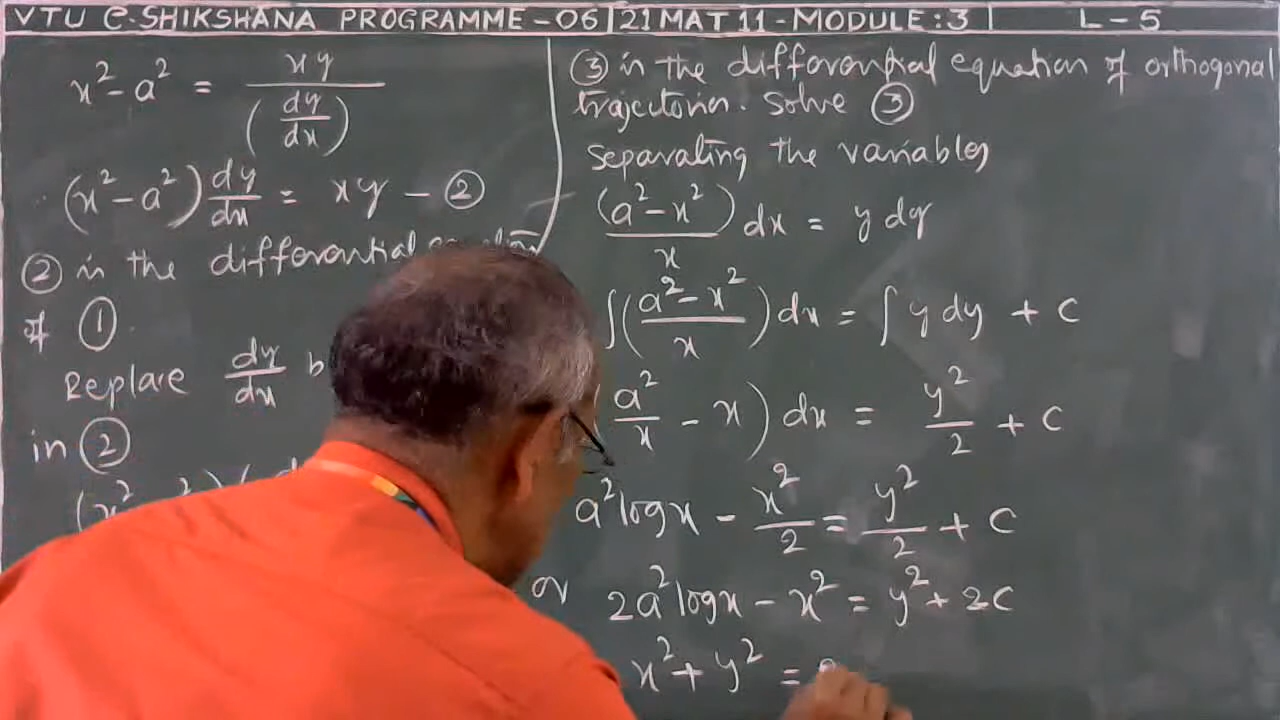 VTU e-SHIKSHANA PROGRAMME-06 | 21MAT11-MODULE:3 | L-5
x² - a² = xy / (dy/dx)
(x² - a²) dy/dx = xy - ②
② in the differential
of ①
Replace dy/dx b
in ②
③ in the differential equation of orthogonal
trajectories. Solve ③
Separating the variables
(a² - x²)/x dx = y dy
∫((a² - x²)/x) dx = ∫ y dy + C
a²/x - x) dx = y²/2 + C
a² log x - x²/2 = y²/2 + C
or 2a² log x - x² = y² + 2C
x² + y² =